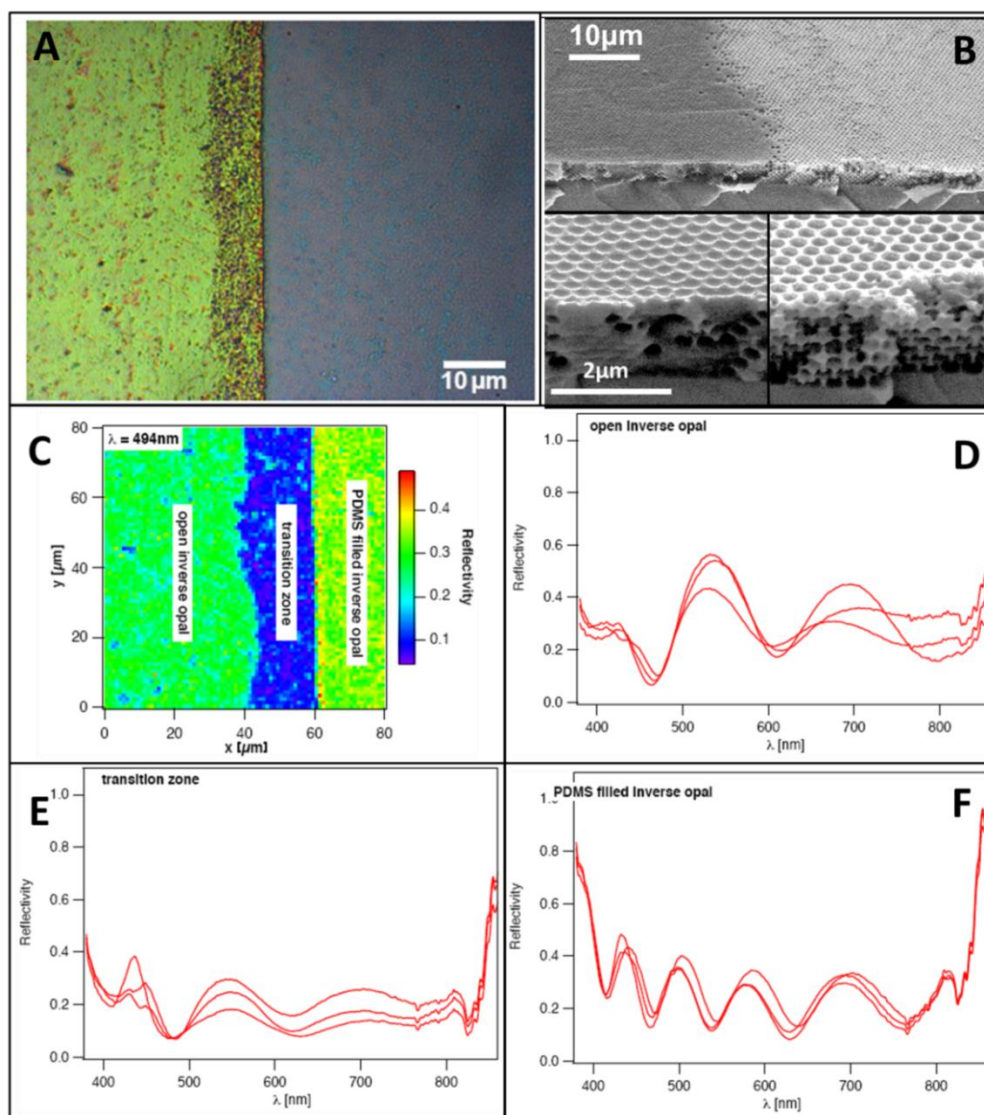 A
10 µm
B
10µm
2µm
C
λ = 494nm
80
60
40
20
0
y [µm]
0
20
40
60
80
x [µm]
open inverse opal
transition zone
PDMS filled inverse opal
0.4
0.3
0.2
0.1
Reflectivity
D
open inverse opal
1.0
0.8
0.6
0.4
0.2
0.0
Reflectivity
400
500
600
700
800
λ [nm]
E
transition zone
1.0
0.8
0.6
0.4
0.2
0.0
Reflectivity
400
500
600
700
800
λ [nm]
F
PDMS filled inverse opal
0.8
0.6
0.4
0.2
0.0
Reflectivity
400
500
600
700
800
λ [nm]